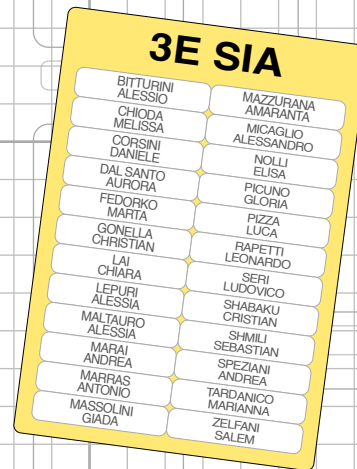 3E SIA
BITTURINI
ALESSIO
CHIODA
MELISSA
CORSINI
DANIELE
DAL SANTO
AURORA
FEDORKO
MARTA
GONELLA
CHRISTIAN
LAI
CHIARA
LEPURI
ALESSIA
MALTAURO
ALESSIA
MARAI
ANDREA
MARRAS
ANTONIO
MASSOLINI
GIADA
MAZZURANA
AMARANTA
MICAGLIO
ALESSANDRO
NOLLI
ELISA
PICUNO
GLORIA
PIZZA
LUCA
RAPETTI
LEONARDO
SERI
LUDOVICO
SHABAKU
CRISTIAN
SHMILI
SEBASTIAN
SPEZIANI
ANDREA
TARDANICO
MARIANNA
ZELFANI
SALEM